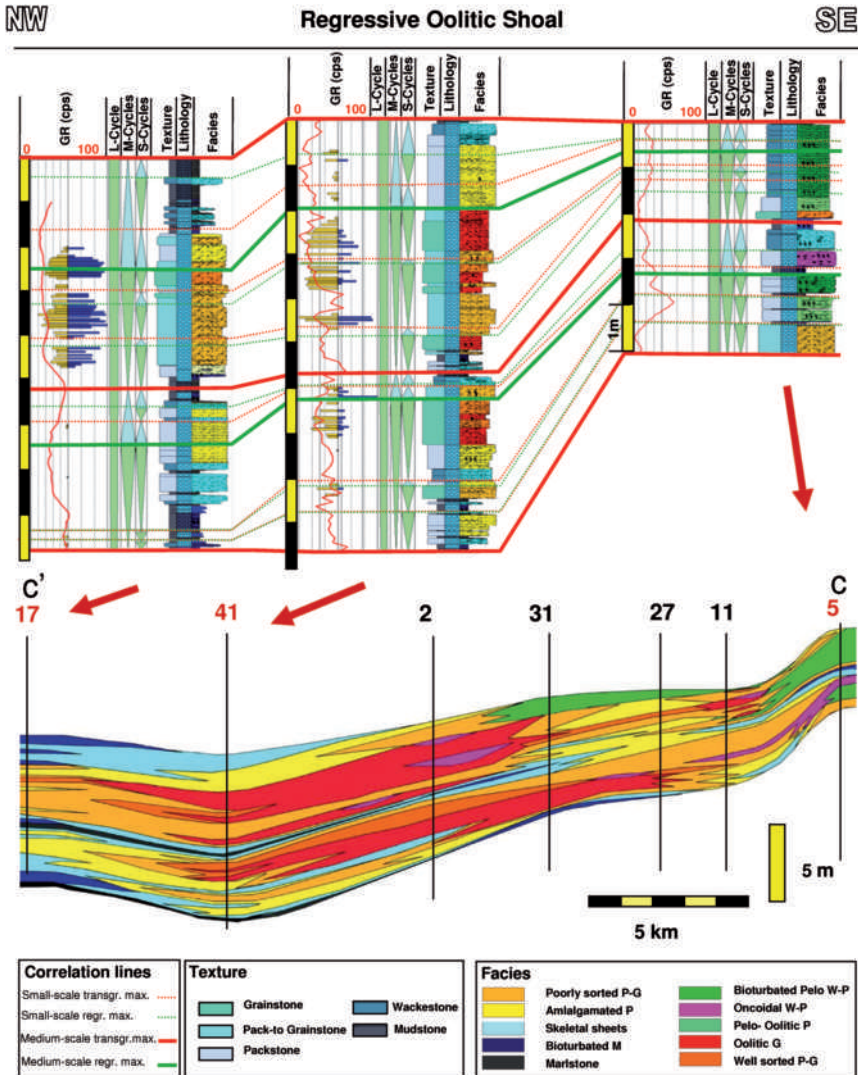 NW Regressive Oolitic Shoal SE
GR (cps) L-Cycle M-Cycles S-Cycles Texture Lithology Facies
0 100
GR (cps) L-Cycle M-Cycles S-Cycles Texture Lithology Facies
0 100
GR (cps) L-Cycle M-Cycles S-Cycles Texture Lithology Facies
0 100
1m
C' C
17 41 2 31 27 11 5
5 m
5 km
Correlation lines
Small-scale transgr. max.
Small-scale regr. max.
Medium-scale transgr.max.
Medium-scale regr. max.
Texture
Grainstone
Pack-to Grainstone
Packstone
Wackestone
Mudstone
Facies
Poorly sorted P-G
Amlalgamated P
Skeletal sheets
Bioturbated M
Marlstone
Bioturbated Pelo W-P
Oncoidal W-P
Pelo- Oolitic P
Oolitic G
Well sorted P-G